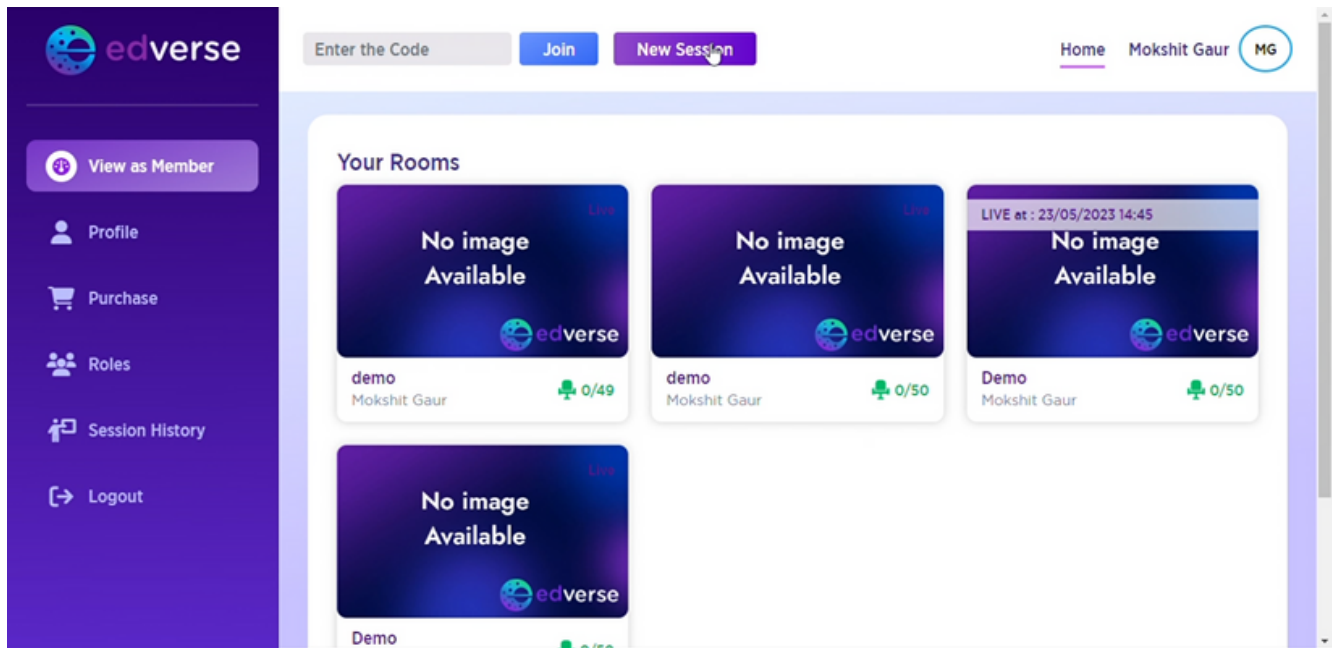 edverse
Enter the Code
Join
New Session
Home
Mokshit Gaur
MG
View as Member
Profile
Purchase
Roles
Session History
Logout
Your Rooms
Live
No image
Available
edverse
demo
Mokshit Gaur
0/49
Live
No image
Available
edverse
demo
Mokshit Gaur
0/50
LIVE at : 23/05/2023 14:45
No image
Available
edverse
Demo
Mokshit Gaur
0/50
Live
No image
Available
edverse
Demo